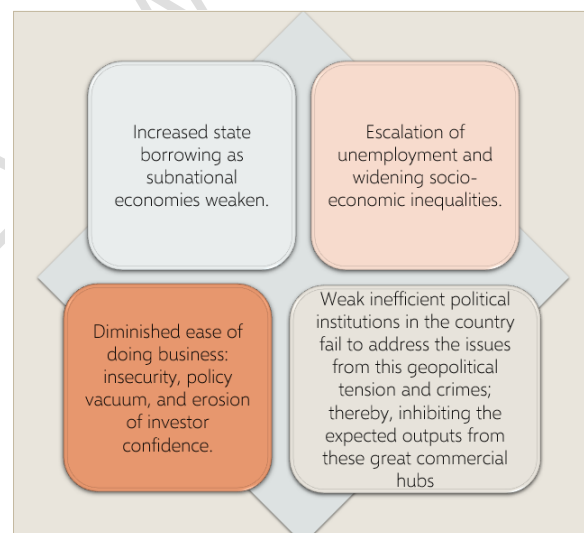 Increased state
borrowing as
subnational
economies weaken.
Escalation of
unemployment and
widening socio-
economic inequalities.
Diminished ease of
doing business:
insecurity, policy
vacuum, and erosion
of investor
confidence.
Weak inefficient political
institutions in the country
fail to address the issues
from this geopolitical
tension and crimes;
thereby, inhibiting the
expected outputs from
these great commercial
hubs